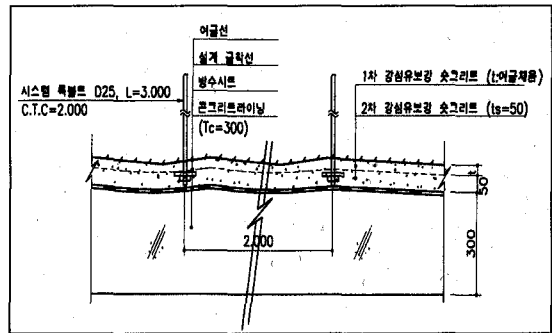 여굴선
설계 굴착선
방수시트
콘크리트라이닝
(Tc=300)
시스템 록볼트 D25, L=3.000
C.T.C=2.000
1차 강섬유보강 숏크리트 (t:여굴채움)
2차 강섬유보강 숏크리트 (ts=50)
t
50
300
2.000